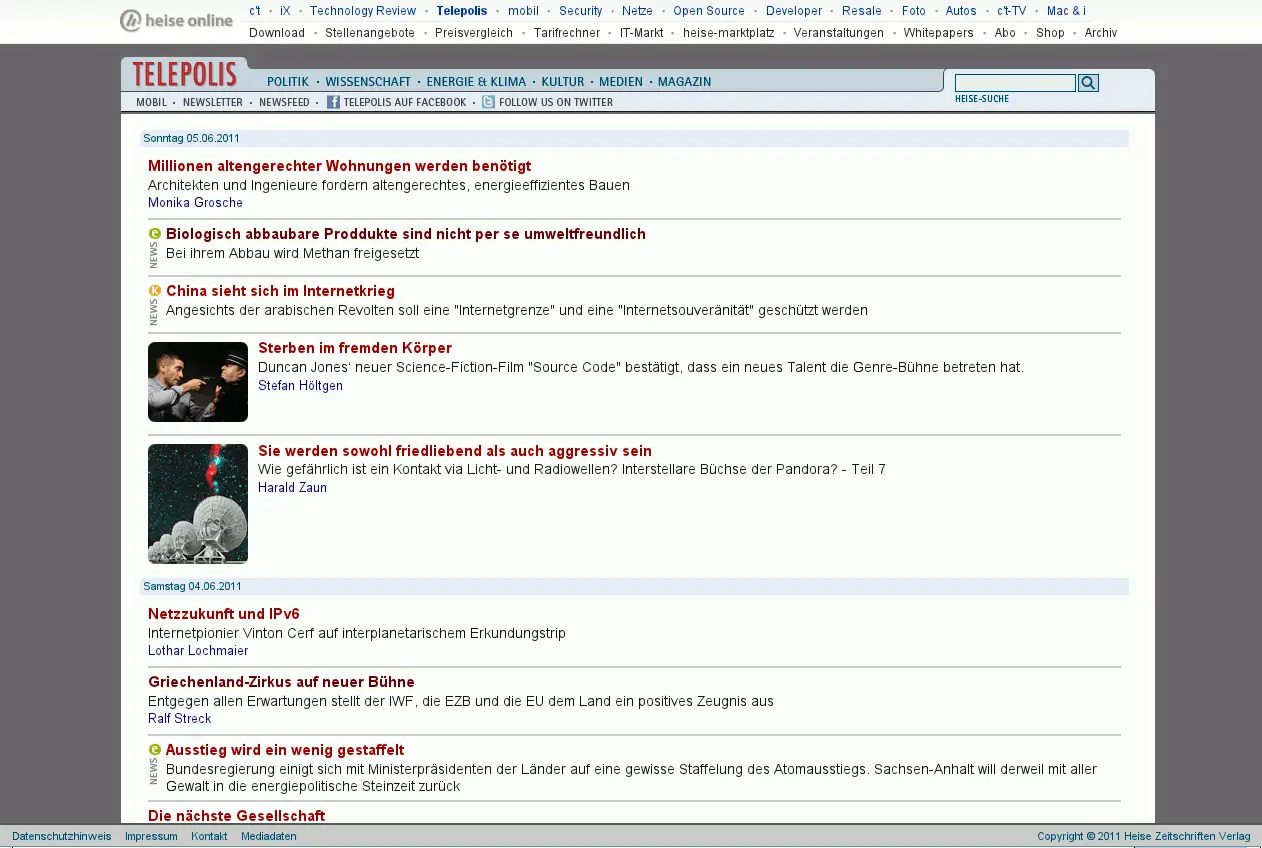 heise online
c't • iX • Technology Review • Telepolis • mobil • Security • Netze • Open Source • Developer • Resale • Foto • Autos • c't-TV • Mac & i
Download • Stellenangebote • Preisvergleich • Tarifrechner • IT-Markt • heise-marktplatz • Veranstaltungen • Whitepapers • Abo • Shop • Archiv
TELEPOLIS
POLITIK · WISSENSCHAFT · ENERGIE & KLIMA · KULTUR · MEDIEN · MAGAZIN
HEISE-SUCHE
MOBIL · NEWSLETTER · NEWSFEED · TELEPOLIS AUF FACEBOOK · FOLLOW US ON TWITTER
Sonntag 05.06.2011
Millionen altengerechter Wohnungen werden benötigt
Architekten und Ingenieure fordern altengerechtes, energieeffizientes Bauen
Monika Grosche
Biologisch abbaubare Proddukte sind nicht per se umweltfreundlich
NEWS
Bei ihrem Abbau wird Methan freigesetzt
China sieht sich im Internetkrieg
NEWS
Angesichts der arabischen Revolten soll eine "Internetgrenze" und eine "Internetsouveränität" geschützt werden
Sterben im fremden Körper
Duncan Jones' neuer Science-Fiction-Film "Source Code" bestätigt, dass ein neues Talent die Genre-Bühne betreten hat.
Stefan Höltgen
Sie werden sowohl friedliebend als auch aggressiv sein
Wie gefährlich ist ein Kontakt via Licht- und Radiowellen? Interstellare Büchse der Pandora? - Teil 7
Harald Zaun
Samstag 04.06.2011
Netzzukunft und IPv6
Internetpionier Vinton Cerf auf interplanetarischem Erkundungstrip
Lothar Lochmaier
Griechenland-Zirkus auf neuer Bühne
Entgegen allen Erwartungen stellt der IWF, die EZB und die EU dem Land ein positives Zeugnis aus
Ralf Streck
Ausstieg wird ein wenig gestaffelt
NEWS
Bundesregierung einigt sich mit Ministerpräsidenten der Länder auf eine gewisse Staffelung des Atomausstiegs. Sachsen-Anhalt will derweil mit aller
Gewalt in die energiepolitische Steinzeit zurück
Die nächste Gesellschaft
Datenschutzhinweis Impressum Kontakt Mediadaten
Copyright © 2011 Heise Zeitschriften Verlag